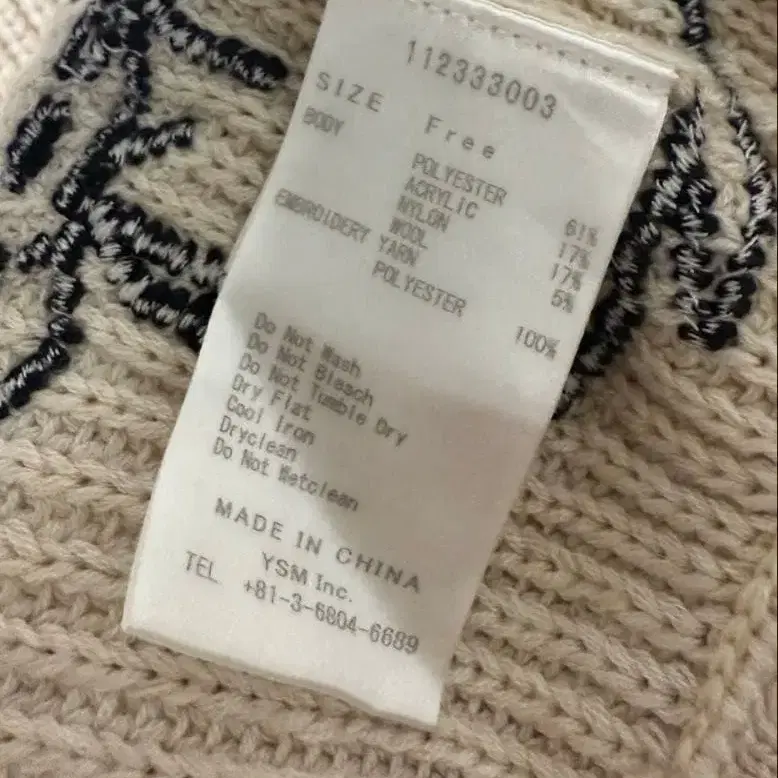 112333003
SIZE Free
BODY
POLYESTER 61%
ACRYLIC 17%
NYLON 17%
WOOL 5%
EMBROIDERY YARN
POLYESTER 100%
Do Not Wash
Do Not Bleach
Do Not Tumble Dry
Dry Flat
Cool Iron
Dryclean
Do Not Wetclean
MADE IN CHINA
YSM Inc.
TEL +81-3-6804-6689